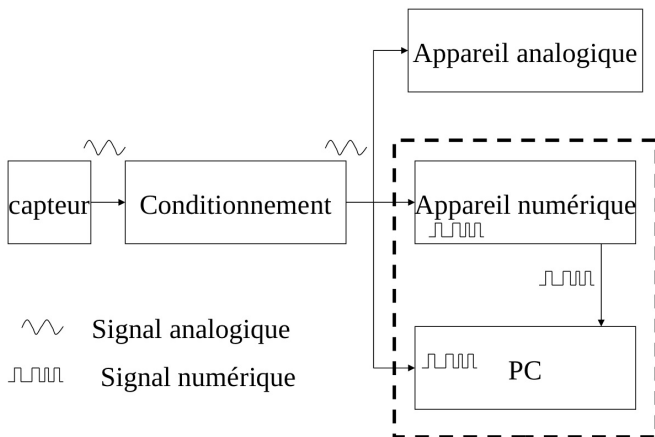 Appareil analogique
capteur
Conditionnement
Appareil numérique
Signal analogique
PC
Signal numérique